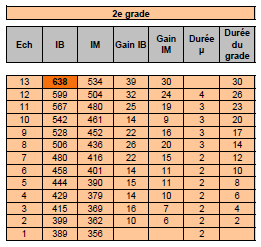 2e grade
Ech IB IM Gain IB Gain IM Durée µ Durée du grade
13 638 534 39 30 30
12 599 504 32 24 4 26
11 567 480 25 19 3 23
10 542 461 14 9 3 20
9 528 452 22 16 3 17
8 506 436 26 20 3 14
7 480 416 22 15 2 12
6 458 401 14 11 2 10
5 444 390 15 11 2 8
4 429 379 14 10 2 6
3 415 369 16 7 2 4
2 399 362 10 6 2 2
1 389 356 2